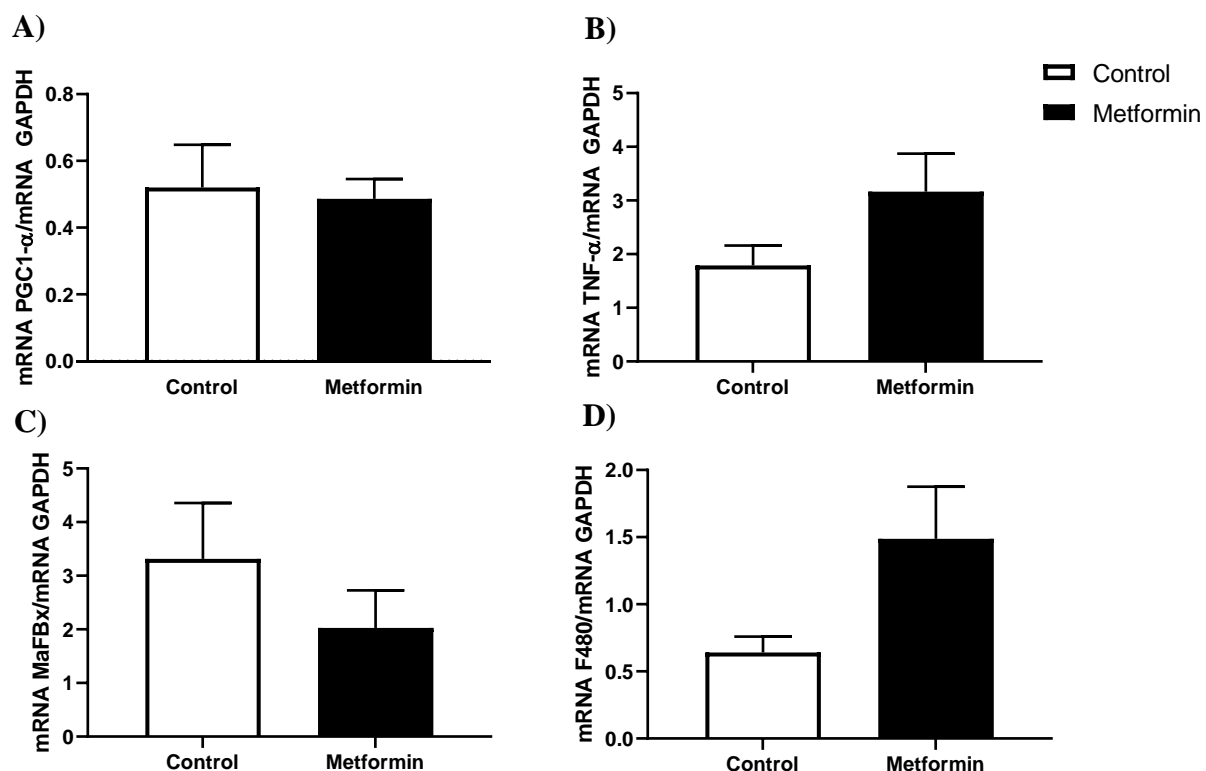 A)
mRNA PGC1-α/mRNA GAPDH
0.8
0.6
0.4
0.2
0.0
Control
Metformin
B)
mRNA TNF-α/mRNA GAPDH
5
4
3
2
1
0
Control
Metformin
Control
Metformin
C)
mRNA MaFBx/mRNA GAPDH
5
4
3
2
1
0
Control
Metformin
D)
mRNA F480/mRNA GAPDH
2.0
1.5
1.0
0.5
0.0
Control
Metformin